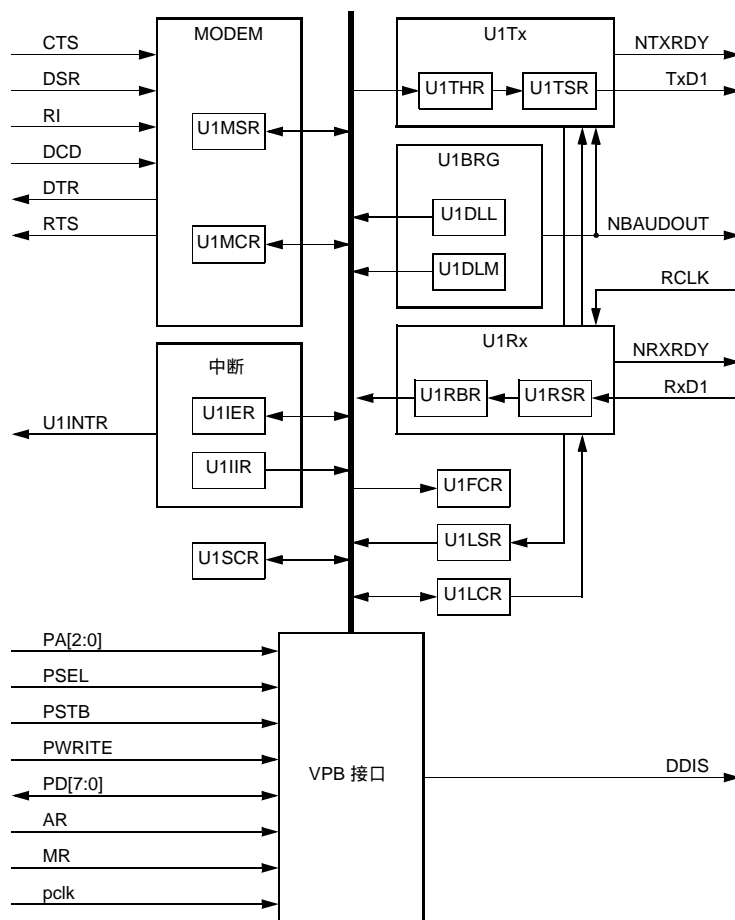 CTS
DSR
RI
DCD
DTR
RTS
MODEM
U1MSR
U1MCR
U1Tx
U1THR
U1TSR
NTXRDY
TxD1
U1BRG
U1DLL
U1DLM
NBAUDOUT
RCLK
U1Rx
U1RBR
U1RSR
NRXRDY
RxD1
中断
U1IER
U1IIR
U1INTR
U1FCR
U1LSR
U1SCR
U1LCR
PA[2:0]
PSEL
PSTB
PWRITE
PD[7:0]
AR
MR
pclk
VPB 接口
DDIS